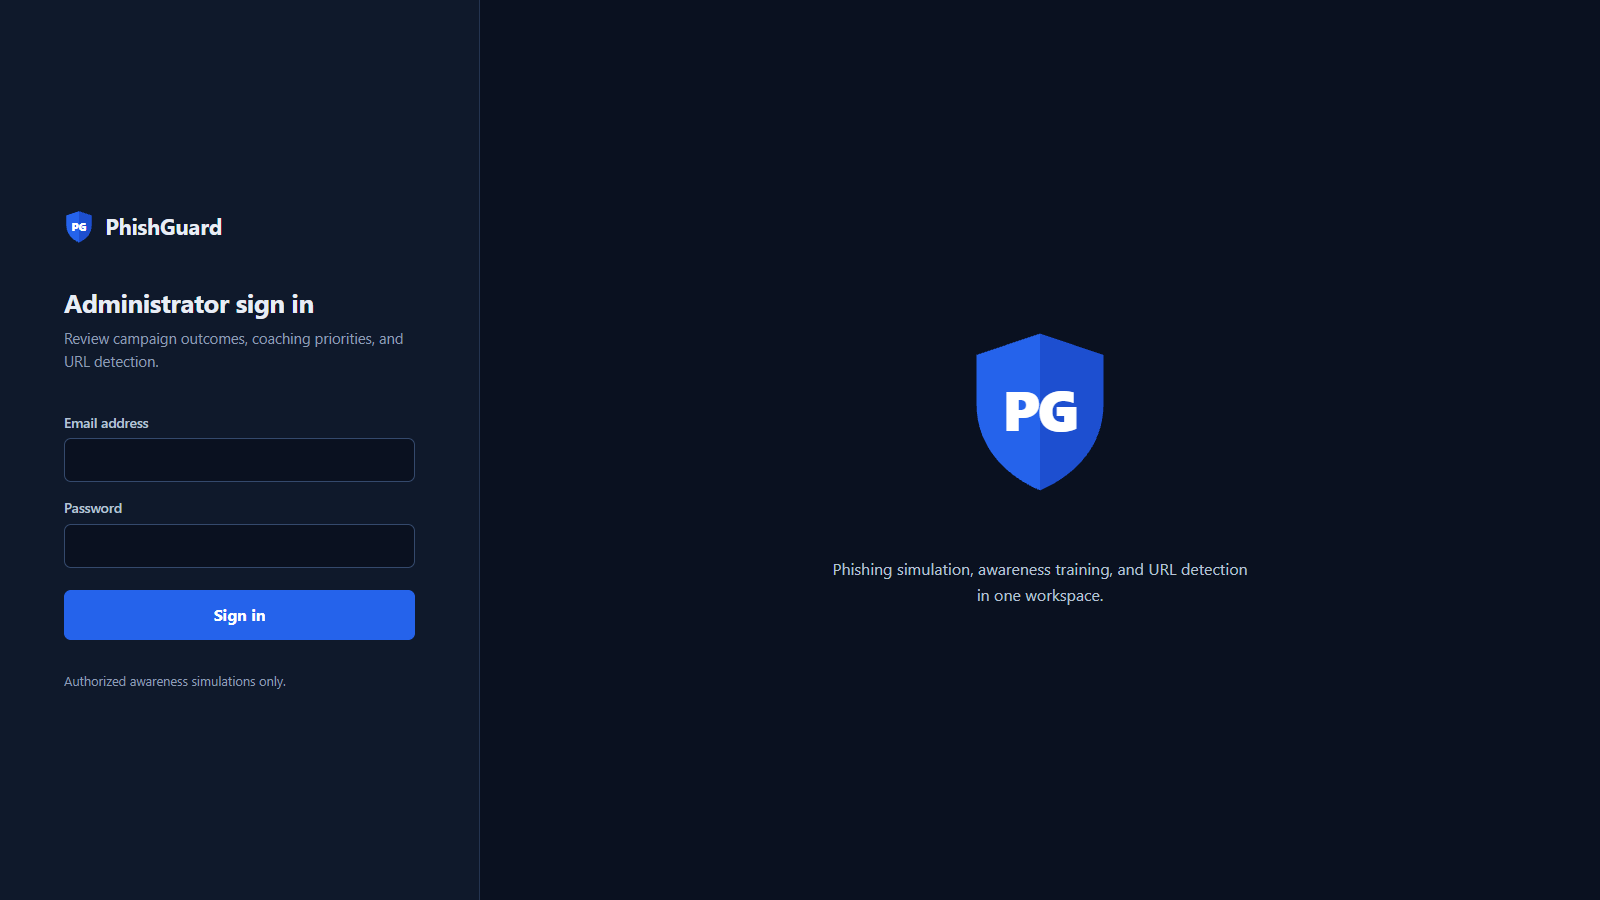 PG PhishGuard
Administrator sign in
Review campaign outcomes, coaching priorities, and
URL detection.
Email address
Password
Sign in
Authorized awareness simulations only.
PG
Phishing simulation, awareness training, and URL detection
in one workspace.